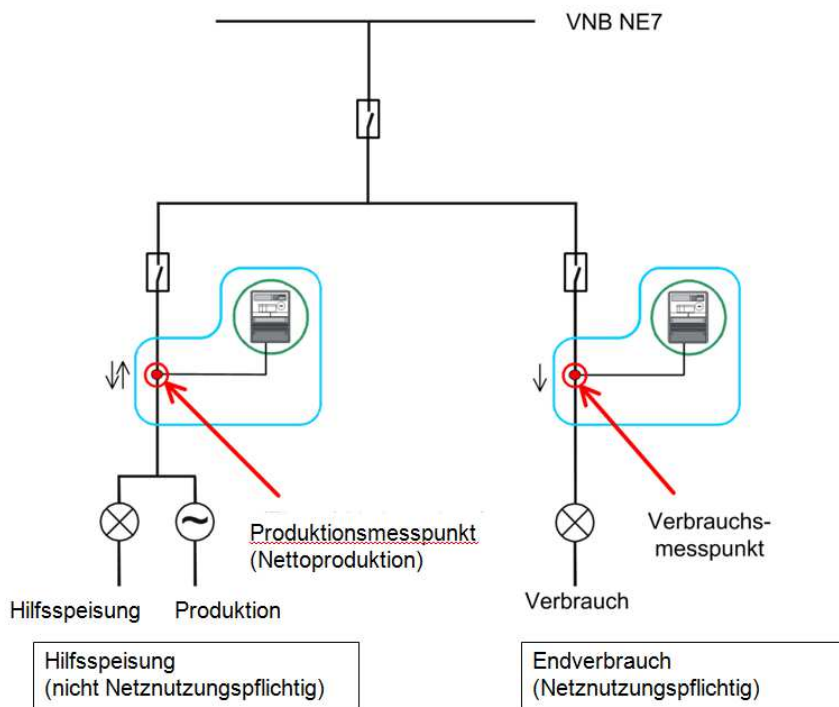 VNB NE7
Produktionsmesspunkt
(Nettoproduktion)
Verbrauchs-
messpunkt
Hilfsspeisung
Produktion
Verbrauch
Hilfsspeisung
(nicht Netznutzungspflichtig)
Endverbrauch
(Netznutzungspflichtig)